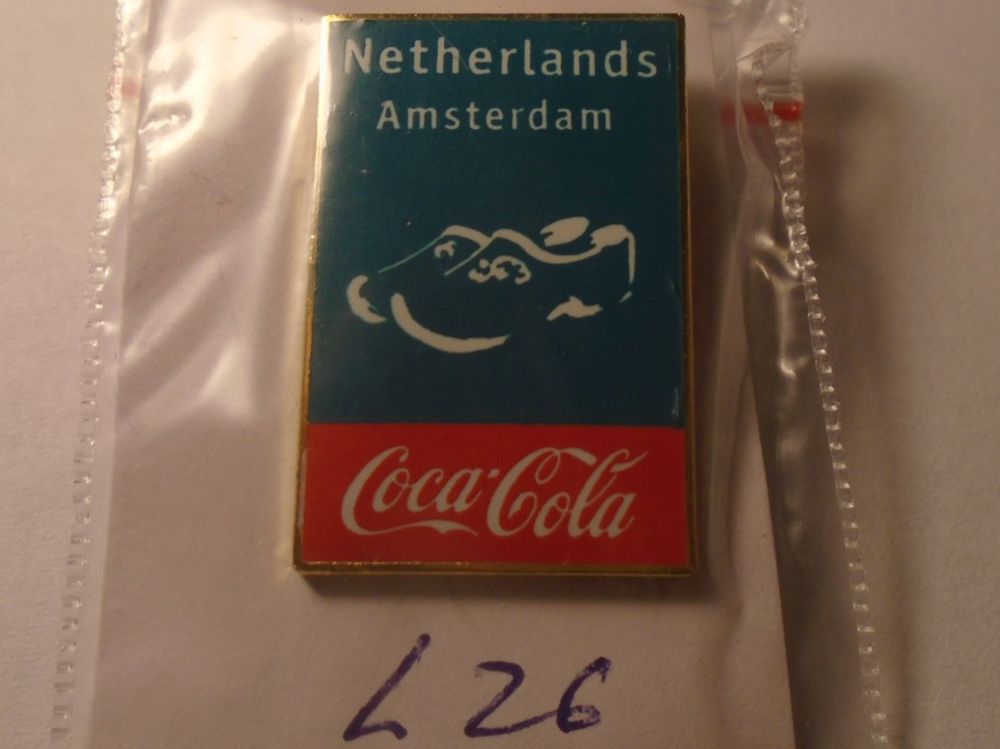 Netherlands
Amsterdam
Coca-Cola
L26